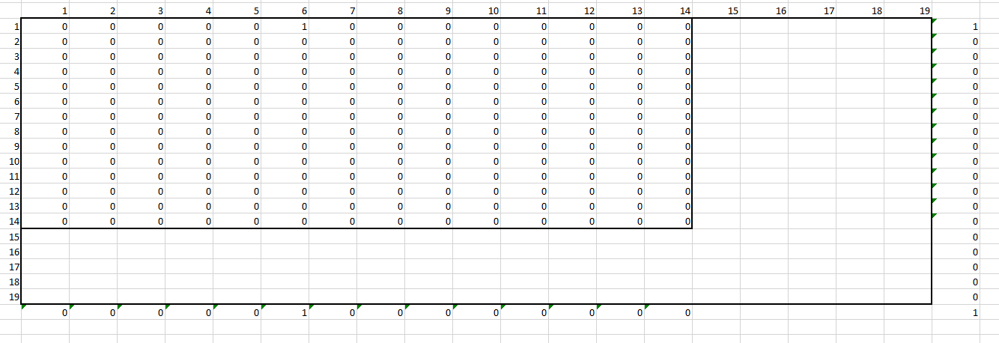 1 2 3 4 5 6 7 8 9 10 11 12 13 14 15 16 17 18 19
1 0 0 0 0 0 1 0 0 0 0 0 0 0 0 1
2 0 0 0 0 0 0 0 0 0 0 0 0 0 0 0
3 0 0 0 0 0 0 0 0 0 0 0 0 0 0 0
4 0 0 0 0 0 0 0 0 0 0 0 0 0 0 0
5 0 0 0 0 0 0 0 0 0 0 0 0 0 0 0
6 0 0 0 0 0 0 0 0 0 0 0 0 0 0 0
7 0 0 0 0 0 0 0 0 0 0 0 0 0 0 0
8 0 0 0 0 0 0 0 0 0 0 0 0 0 0 0
9 0 0 0 0 0 0 0 0 0 0 0 0 0 0 0
10 0 0 0 0 0 0 0 0 0 0 0 0 0 0 0
11 0 0 0 0 0 0 0 0 0 0 0 0 0 0 0
12 0 0 0 0 0 0 0 0 0 0 0 0 0 0 0
13 0 0 0 0 0 0 0 0 0 0 0 0 0 0 0
14 0 0 0 0 0 0 0 0 0 0 0 0 0 0 0
15 0
16 0
17 0
18 0
19 0
0 0 0 0 0 1 0 0 0 0 0 0 0 0 1